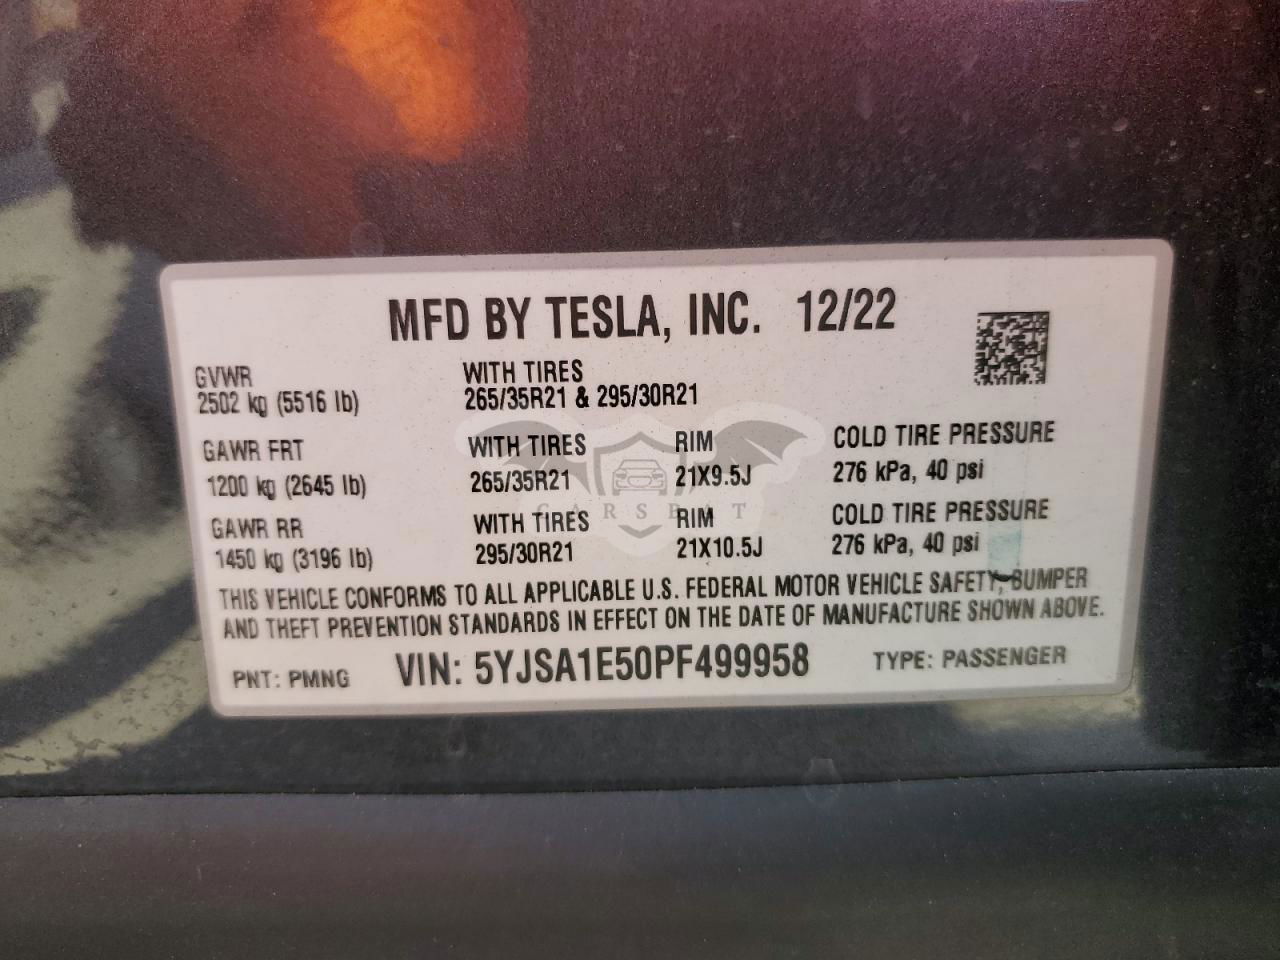 MFD BY TESLA, INC. 12/22
GVWR WITH TIRES
2502 kg (5516 lb) 265/35R21 & 295/30R21
GAWR FRT WITH TIRES RIM COLD TIRE PRESSURE
1200 kg (2645 lb) 265/35R21 21X9.5J 276 kPa, 40 psi
CARSBAT
GAWR RR WITH TIRES RIM COLD TIRE PRESSURE
1450 kg (3196 lb) 295/30R21 21X10.5J 276 kPa, 40 psi
THIS VEHICLE CONFORMS TO ALL APPLICABLE U.S. FEDERAL MOTOR VEHICLE SAFETY, BUMPER
AND THEFT PREVENTION STANDARDS IN EFFECT ON THE DATE OF MANUFACTURE SHOWN ABOVE.
PNT: PMNG VIN: 5YJSA1E50PF499958 TYPE: PASSENGER